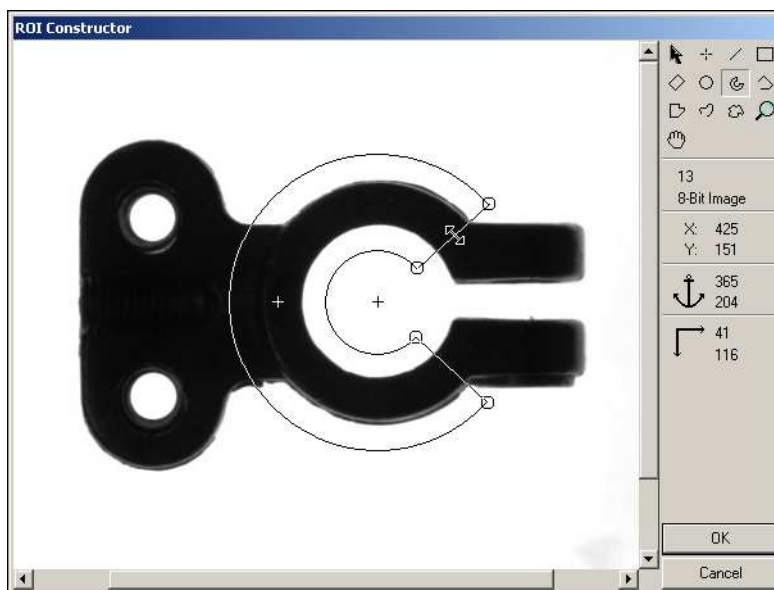 ROI Constructor
13
8-Bit Image
X: 425
Y: 151
365
204
41
116
OK
Cancel